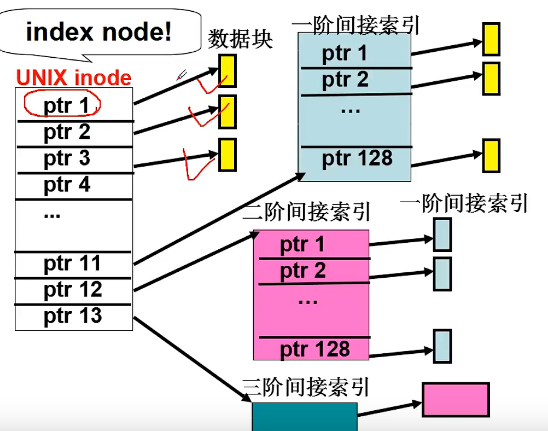 index node!
数据块
UNIX inode
ptr 1
ptr 2
ptr 3
ptr 4
...
ptr 11
ptr 12
ptr 13
一阶间接索引
ptr 1
ptr 2
...
ptr 128
二阶间接索引
一阶间接索引
ptr 1
ptr 2
...
ptr 128
三阶间接索引